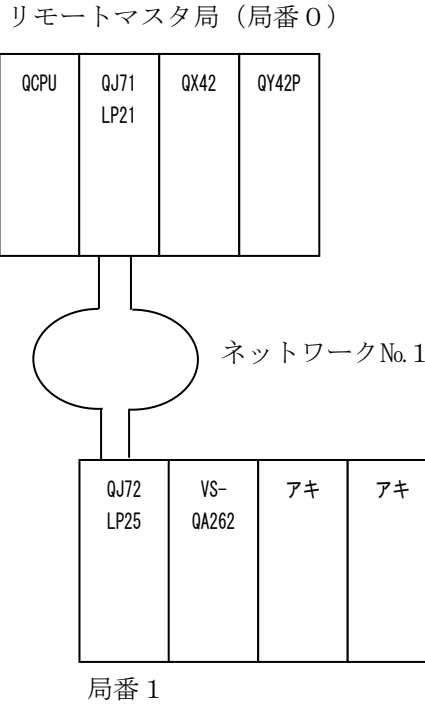 リモートマスタ局（局番０）
QCPU
QJ71
LP21
QX42
QY42P
ネットワーク№１
QJ72
LP25
VS-
QA262
アキ
アキ
局番１